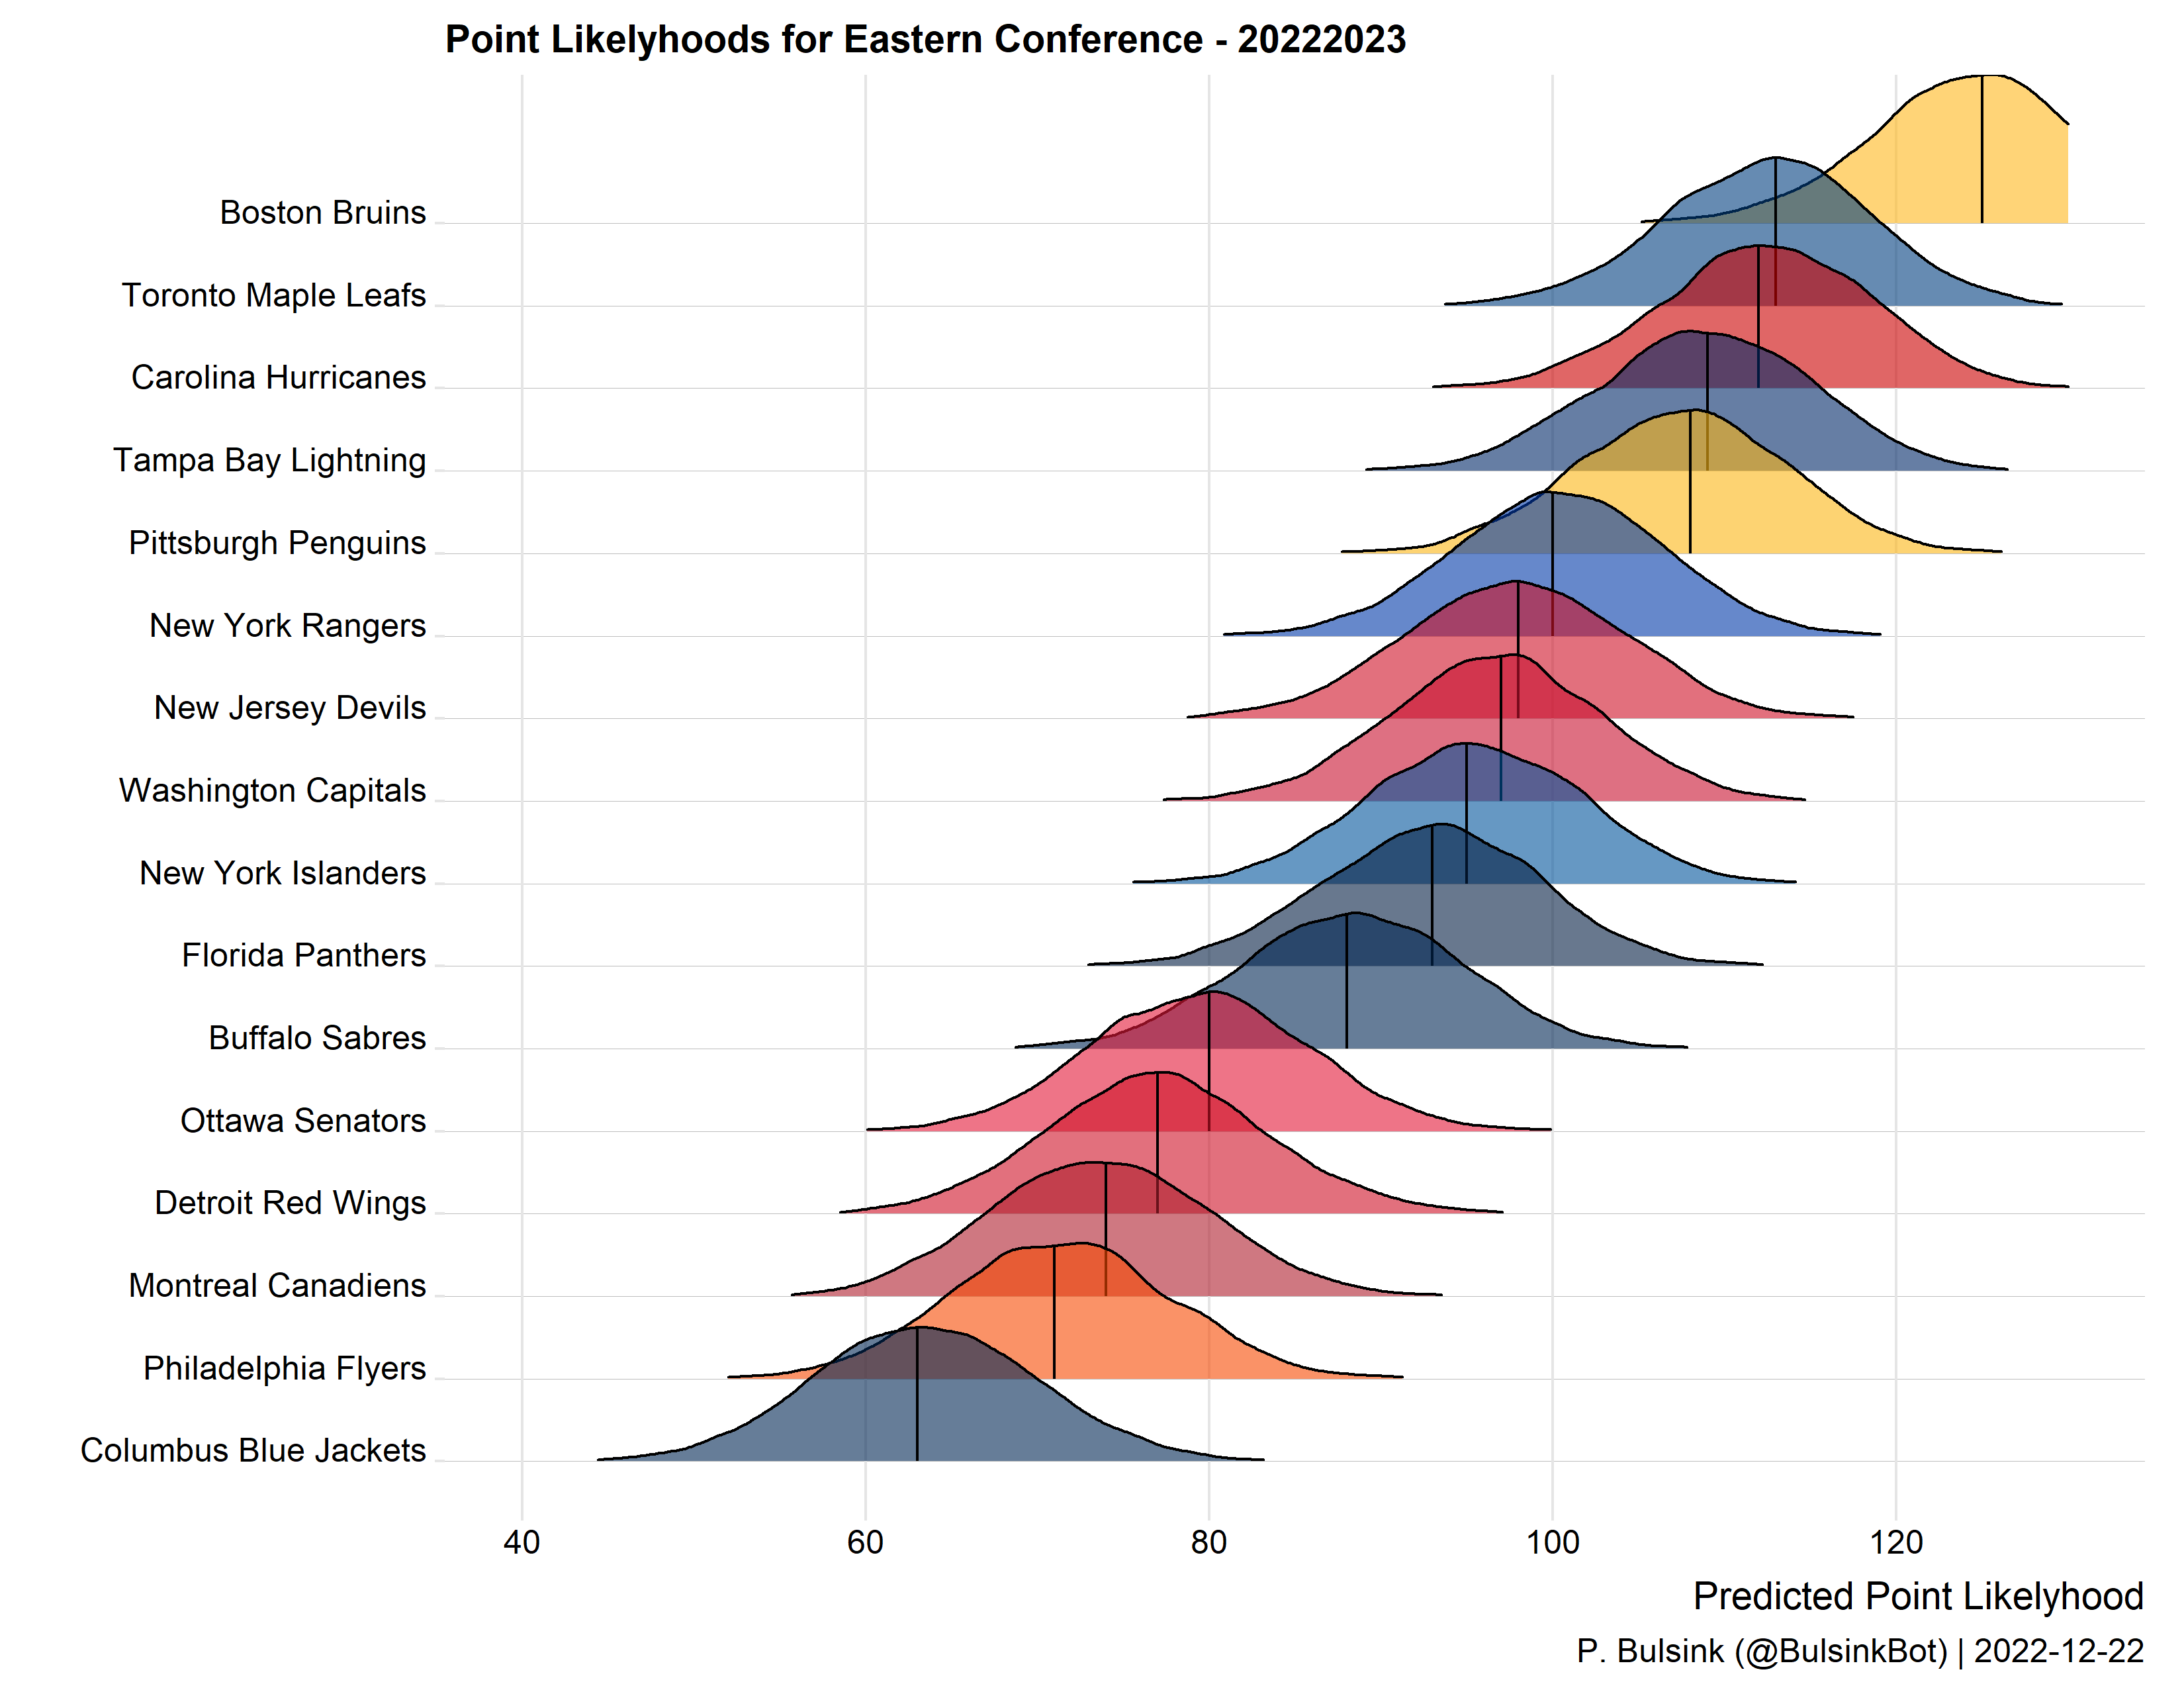 Point Likelyhoods for Eastern Conference - 20222023
Boston Bruins
Toronto Maple Leafs
Carolina Hurricanes
Tampa Bay Lightning
Pittsburgh Penguins
New York Rangers
New Jersey Devils
Washington Capitals
New York Islanders
Florida Panthers
Buffalo Sabres
Ottawa Senators
Detroit Red Wings
Montreal Canadiens
Philadelphia Flyers
Columbus Blue Jackets
40 60 80 100 120
Predicted Point Likelyhood
P. Bulsink (@BulsinkBot) | 2022-12-22